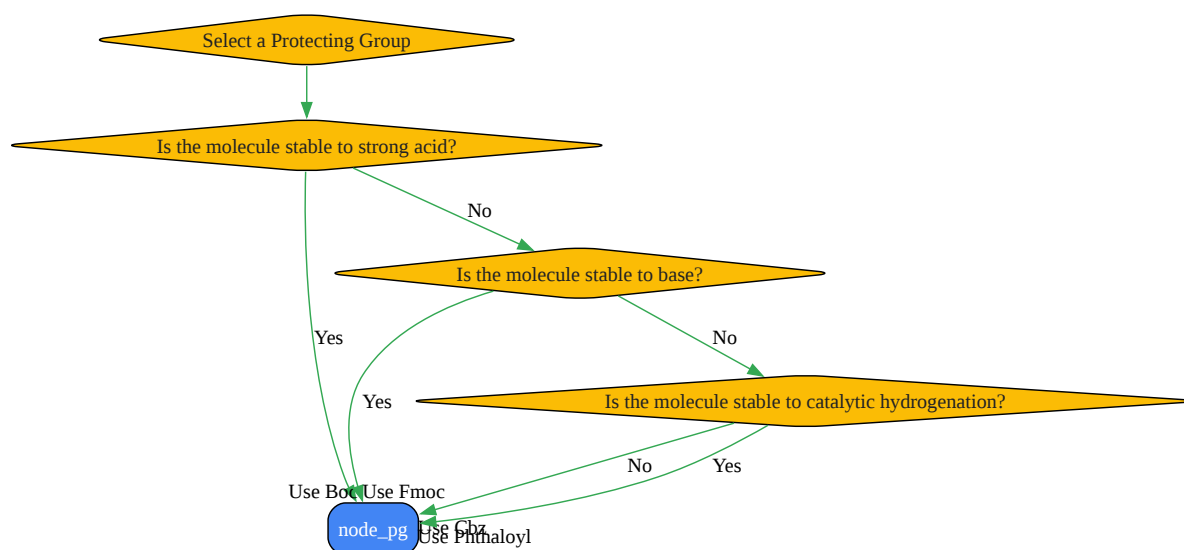 Select a Protecting Group
Is the molecule stable to strong acid?
No
Is the molecule stable to base?
Yes
No
Yes
Is the molecule stable to catalytic hydrogenation?
No
Yes
Use Boc
Use Fmoc
node_pg
Use Cbz
Use Phthaloyl